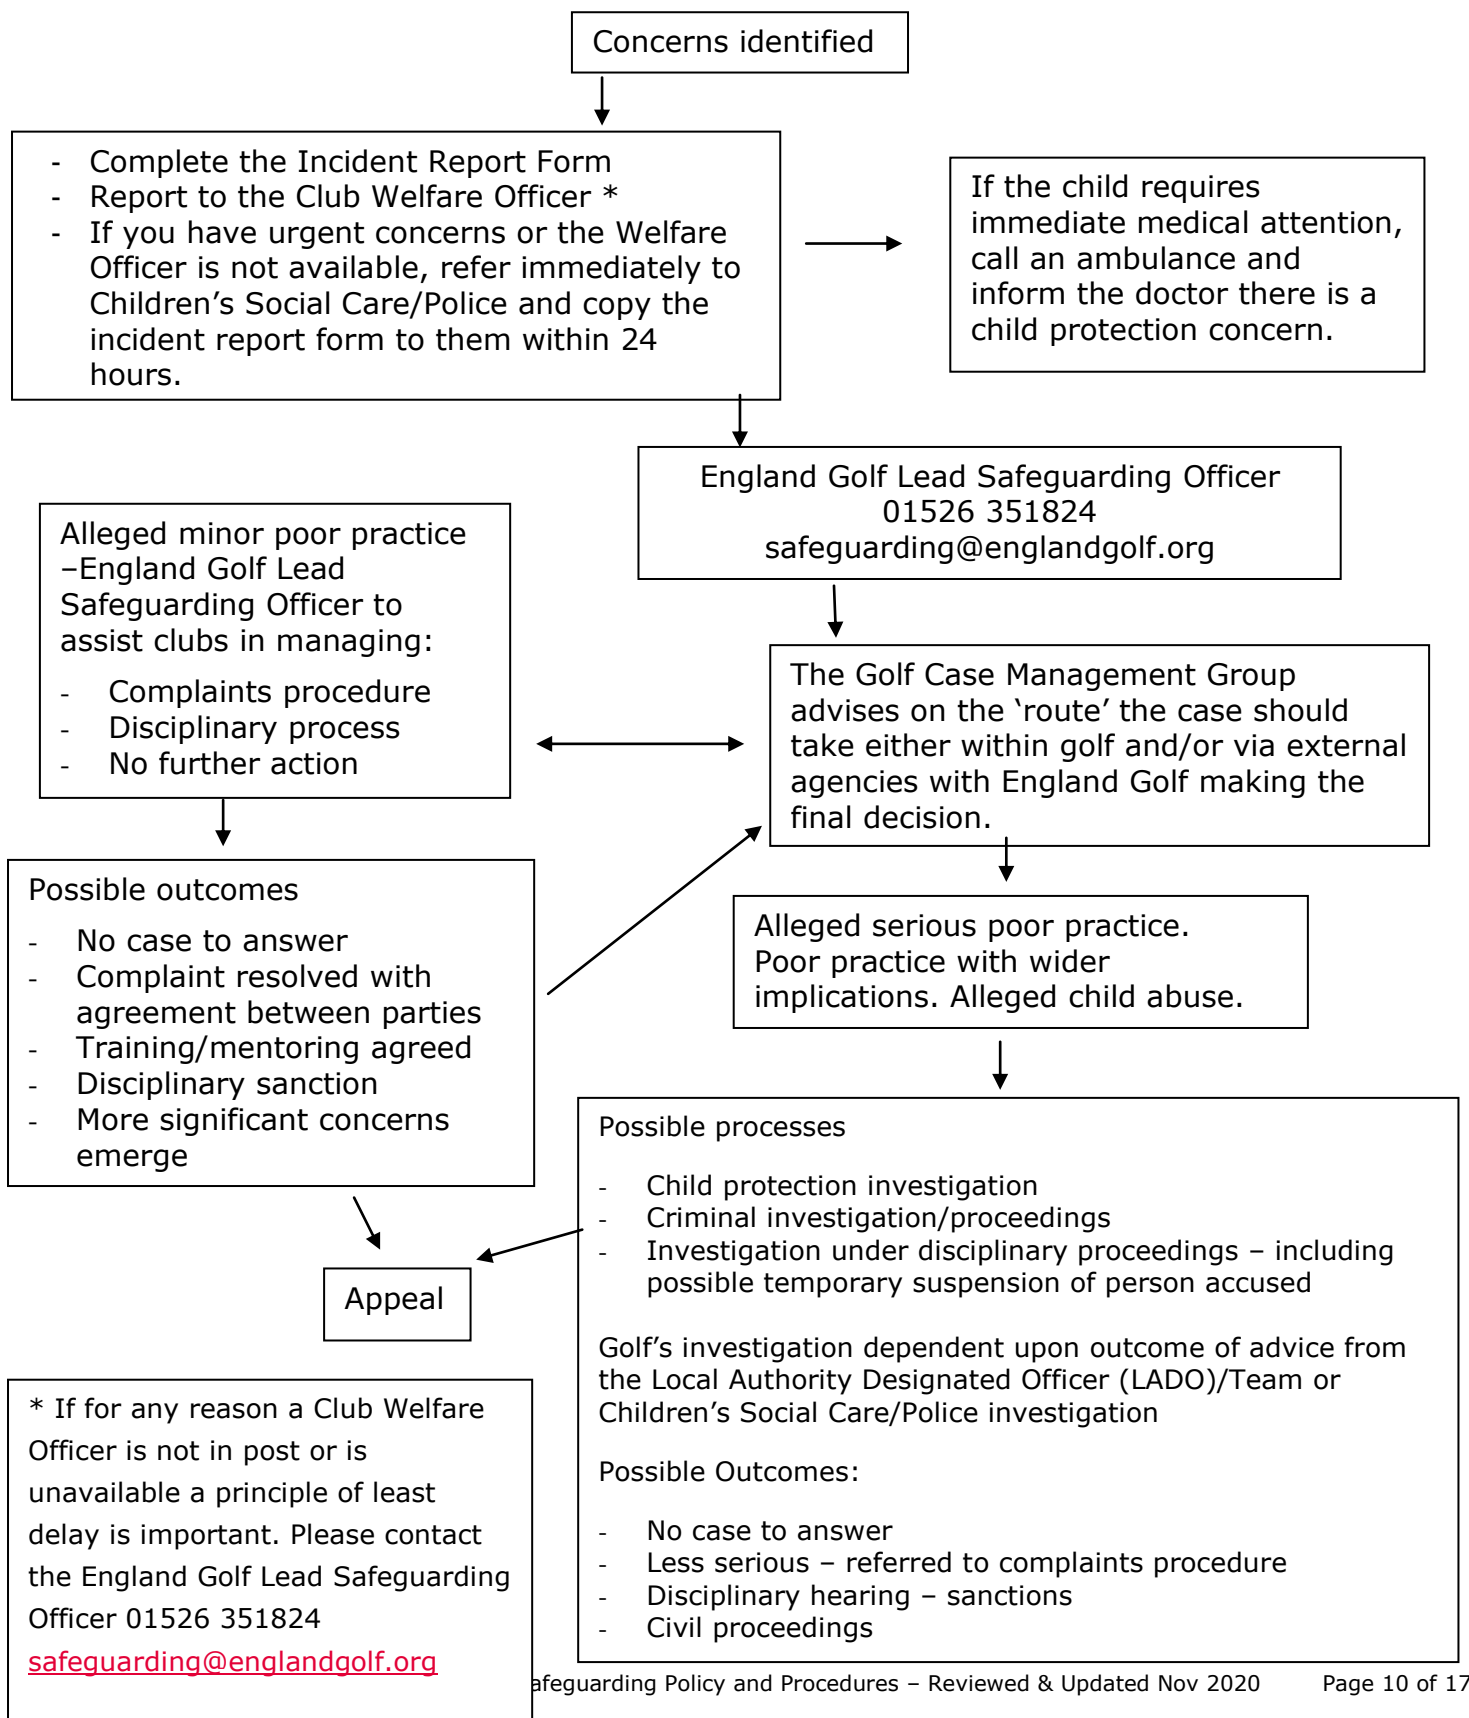 Concerns identified
- Complete the Incident Report Form
- Report to the Club Welfare Officer *
- If you have urgent concerns or the Welfare
Officer is not available, refer immediately to
Children’s Social Care/Police and copy the
incident report form to them within 24
hours.
If the child requires
immediate medical attention,
call an ambulance and
inform the doctor there is a
child protection concern.
England Golf Lead Safeguarding Officer
01526 351824
safeguarding@englandgolf.org
Alleged minor poor practice
–England Golf Lead
Safeguarding Officer to
assist clubs in managing:
- Complaints procedure
- Disciplinary process
- No further action
The Golf Case Management Group
advises on the ‘route’ the case should
take either within golf and/or via external
agencies with England Golf making the
final decision.
Possible outcomes
- No case to answer
- Complaint resolved with
agreement between parties
- Training/mentoring agreed
- Disciplinary sanction
- More significant concerns
emerge
Alleged serious poor practice.
Poor practice with wider
implications. Alleged child abuse.
Possible processes
- Child protection investigation
- Criminal investigation/proceedings
- Investigation under disciplinary proceedings – including
possible temporary suspension of person accused
Golf’s investigation dependent upon outcome of advice from
the Local Authority Designated Officer (LADO)/Team or
Children’s Social Care/Police investigation
Possible Outcomes:
- No case to answer
- Less serious – referred to complaints procedure
- Disciplinary hearing – sanctions
- Civil proceedings
Appeal
* If for any reason a Club Welfare
Officer is not in post or is
unavailable a principle of least
delay is important. Please contact
the England Golf Lead Safeguarding
Officer 01526 351824
safeguarding@englandgolf.org
afeguarding Policy and Procedures – Reviewed & Updated Nov 2020 Page 10 of 17